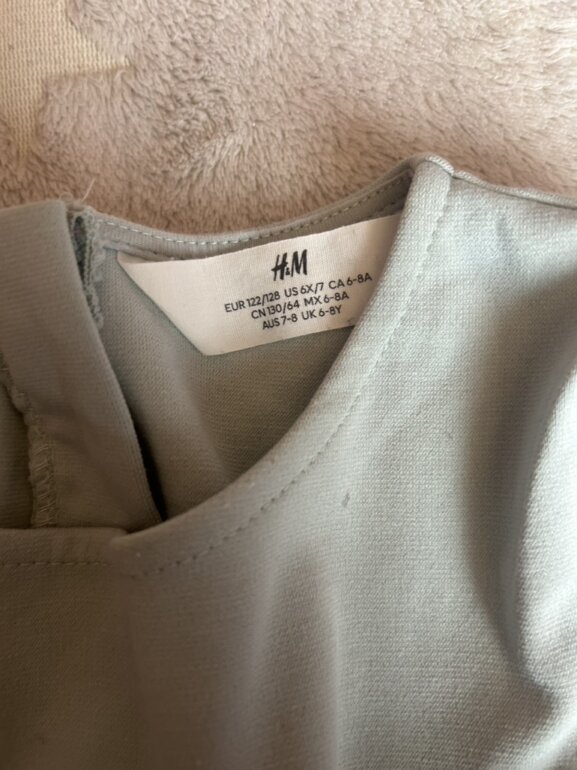 H&M
EUR 122/128 US 6X/7 CA 6-8A
CN 130/64 MX 6-8A
AUS 7-8 UK 6-8Y